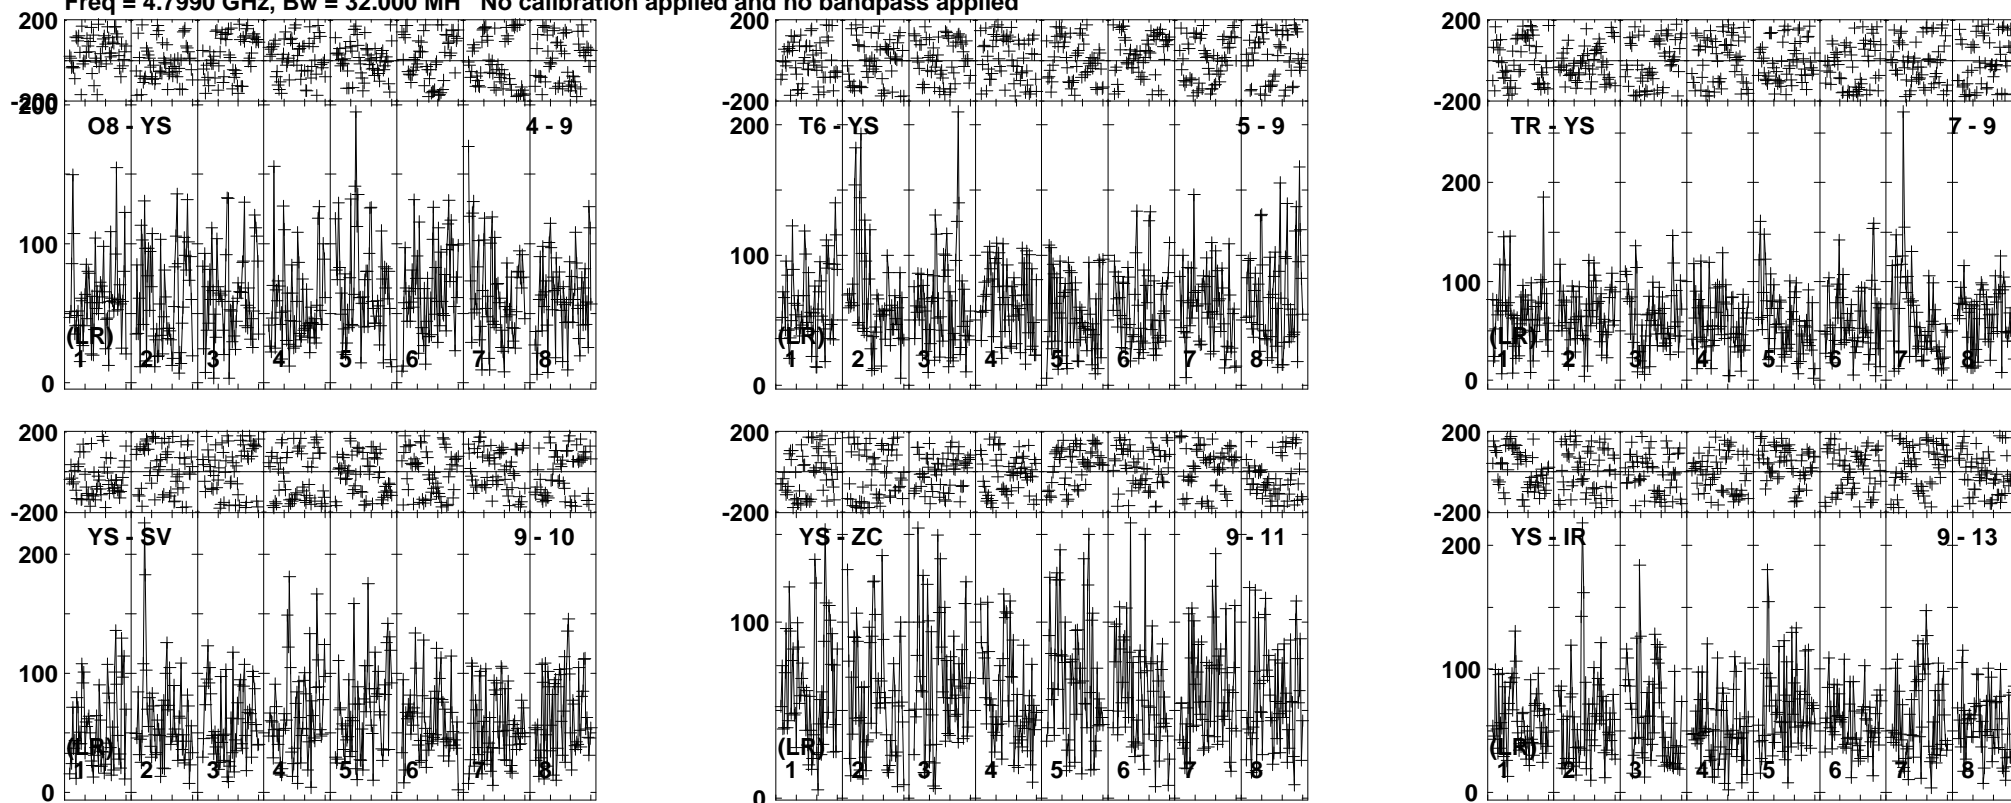 Freq = 4.7990 GHz, Bw = 32.000 MH No calibration applied and no bandpass applied
200
-200
200
O8 - YS
4 - 9
100
(LR)
1 2 3 4 5 6 7 8
0
200
-200
200
T6 - YS
5 - 9
100
(LR)
1 2 3 4 5 6 7 8
0
200
-200
TR - YS
7 - 9
200
100
(LR)
1 2 3 4 5 6 7 8
0
200
-200
YS - SV
9 - 10
200
100
(LR)
1 2 3 4 5 6 7 8
0
200
-200
YS - ZC
9 - 11
100
(LR)
1 2 3 4 5 6 7 8
0
200
-200
YS - IR
9 - 13
200
100
(LR)
1 2 3 4 5 6 7 8
0